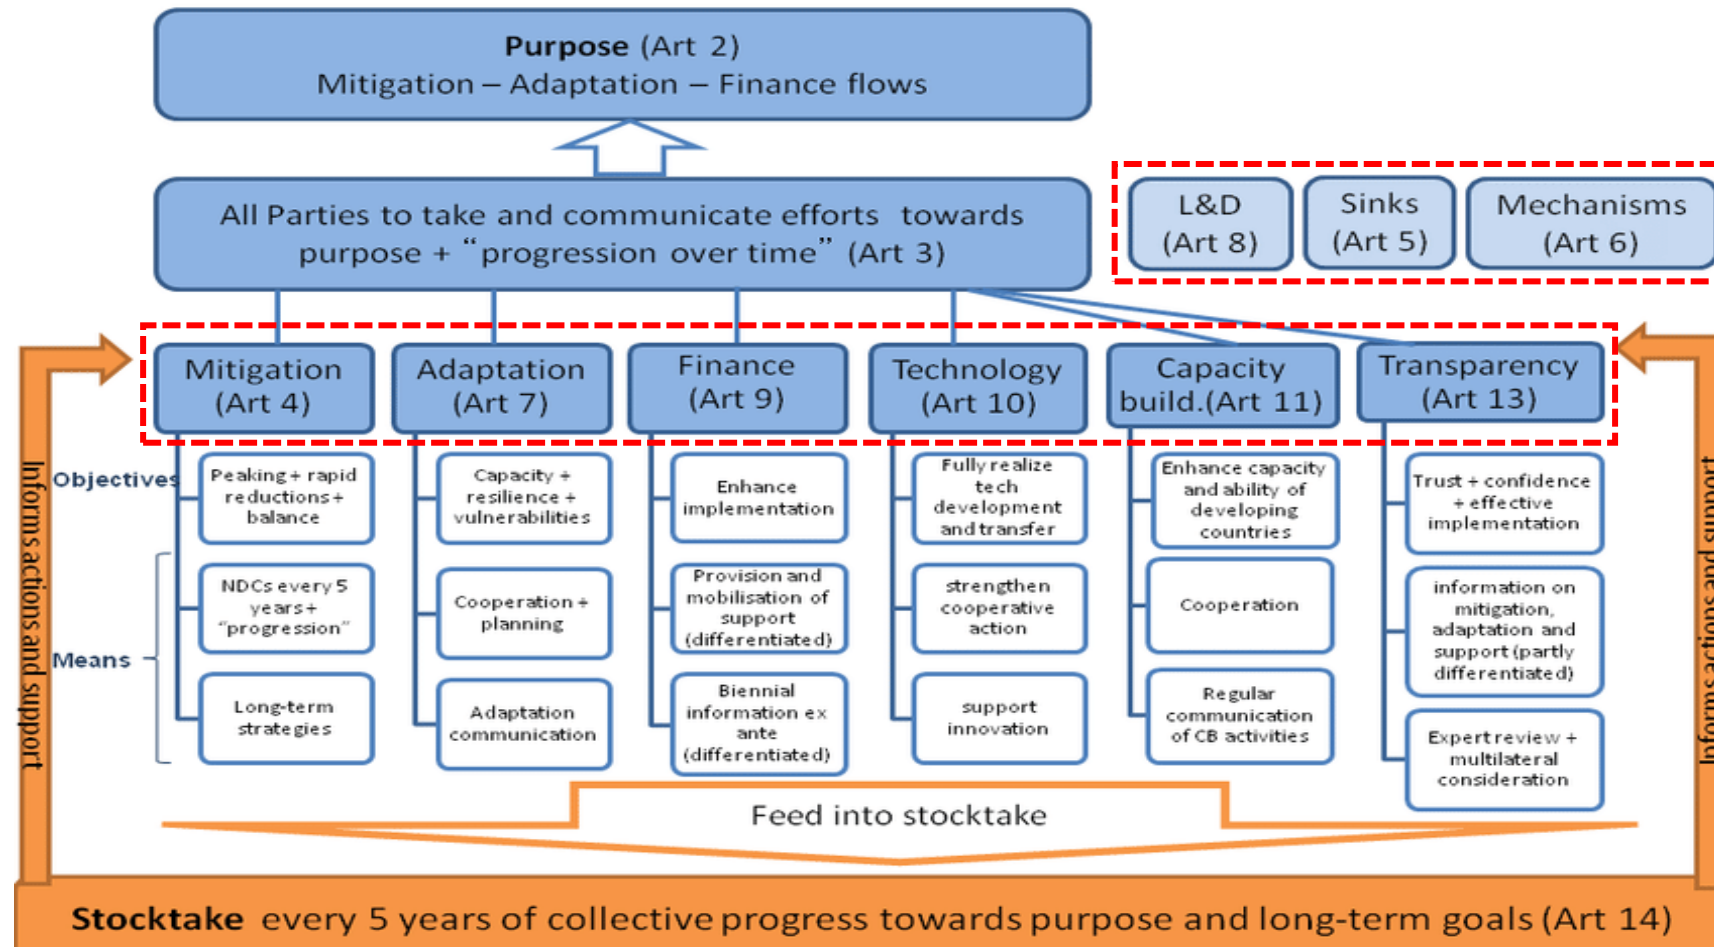 Purpose (Art 2)
Mitigation – Adaptation – Finance flows
All Parties to take and communicate efforts towards
purpose + “progression over time” (Art 3)
L&D
(Art 8)
Sinks
(Art 5)
Mechanisms
(Art 6)
Mitigation
(Art 4)
Adaptation
(Art 7)
Finance
(Art 9)
Technology
(Art 10)
Capacity
build.(Art 11)
Transparency
(Art 13)
Objectives
Peaking + rapid
reductions +
balance
Capacity +
resilience +
vulnerabilities
Enhance
implementation
Fully realize
tech
development
and transfer
Enhance capacity
and ability of
developing
countries
Trust + confidence
+ effective
implementation
Means
NDCs every 5
years +
“progression”
Cooperation +
planning
Provision and
mobilisation of
support
(differentiated)
strengthen
cooperative
action
Cooperation
information on
mitigation,
adaptation and
support (partly
differentiated)
Long-term
strategies
Adaptation
communication
Biennial
information ex
ante
(differentiated)
support
innovation
Regular
communication
of CB activities
Expert review +
multilateral
consideration
Informs actions and support
Informs actions and support
Feed into stocktake
Stocktake every 5 years of collective progress towards purpose and long-term goals (Art 14)